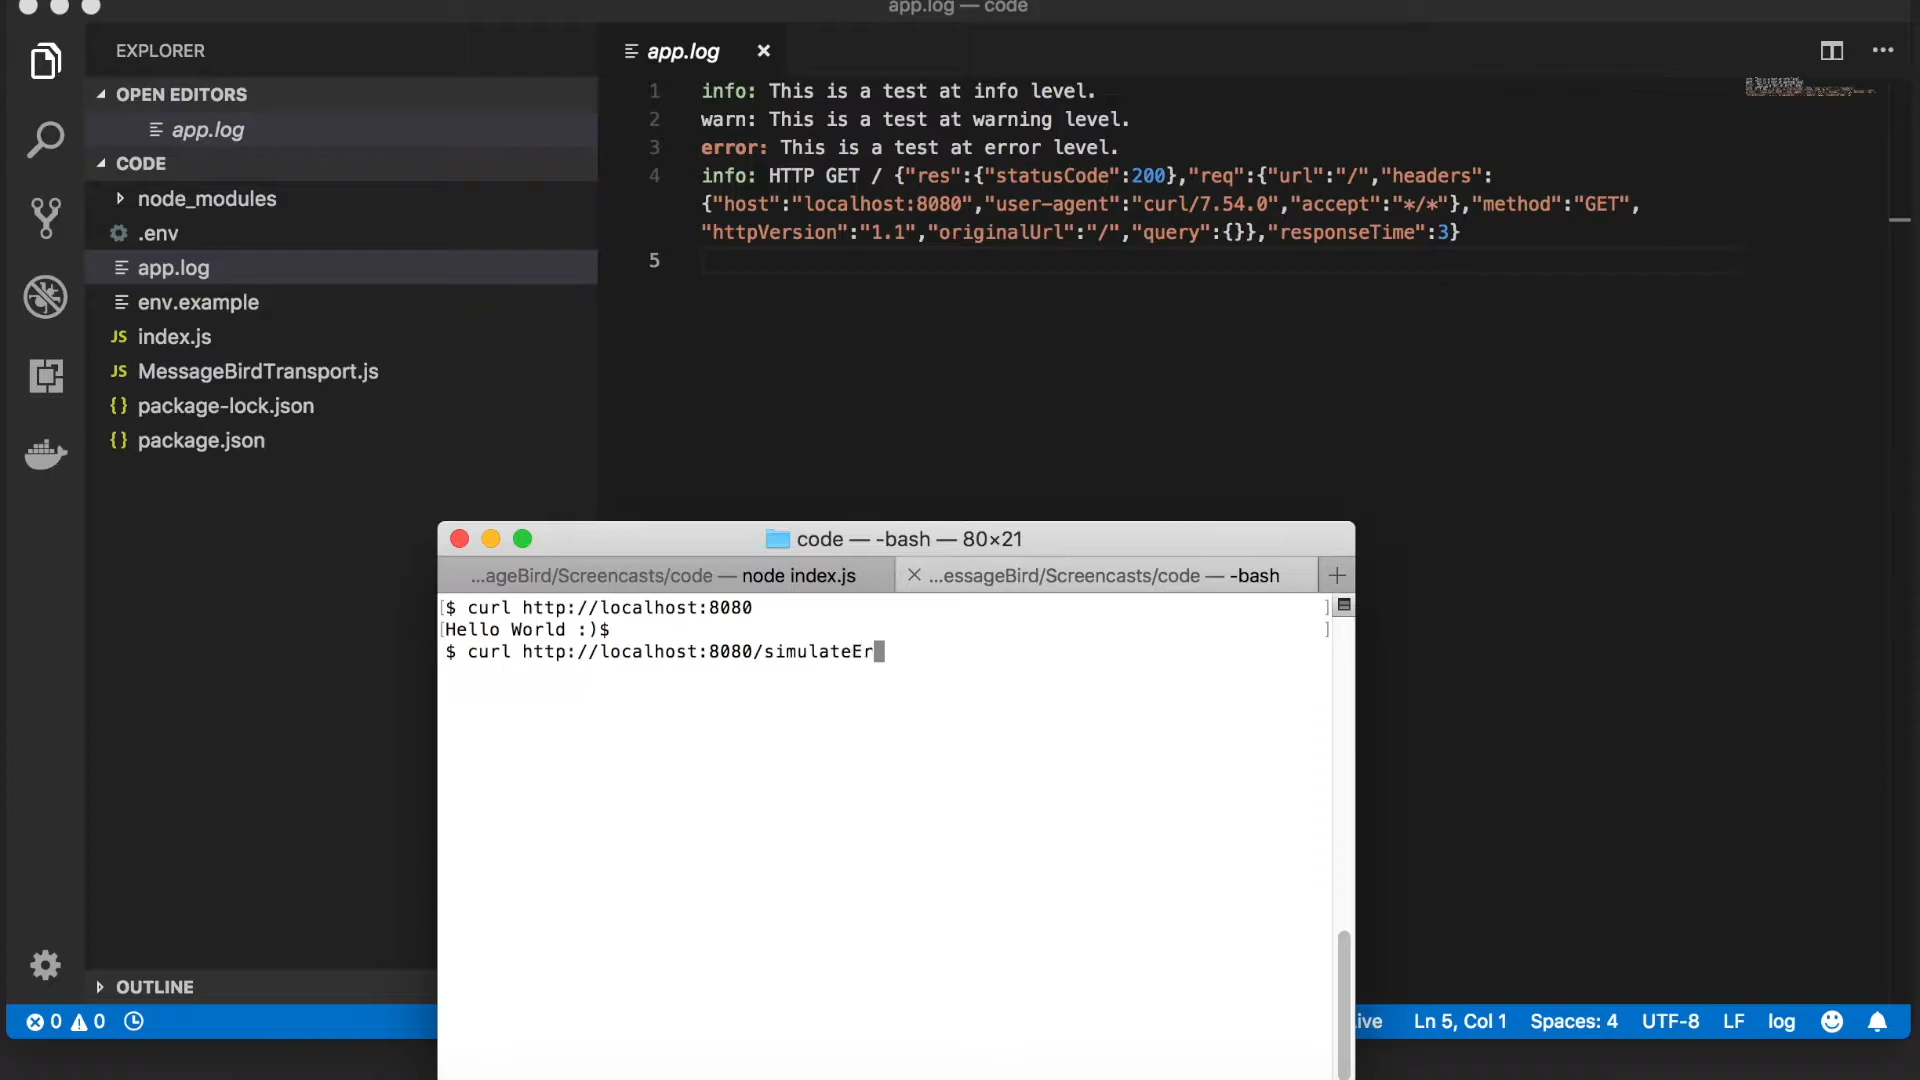 app.log — code
EXPLORER
OPEN EDITORS
app.log
CODE
node_modules
.env
app.log
env.example
JS index.js
JS MessageBirdTransport.js
{} package-lock.json
{} package.json
OUTLINE
app.log
1 info: This is a test at info level.
2 warn: This is a test at warning level.
3 error: This is a test at error level.
4 info: HTTP GET / {"res":{"statusCode":200},"req":{"url":"/","headers":
{"host":"localhost:8080","user-agent":"curl/7.54.0","accept":"*/*"},"method":"GET",
"httpVersion":"1.1","originalUrl":"/","query":{}},"responseTime":3}
5
code — -bash — 80×21
...ageBird/Screencasts/code — node index.js
...essageBird/Screencasts/code — -bash
[$ curl http://localhost:8080 ]
[Hello World :)$ ]
$ curl http://localhost:8080/simulateEr
0 0
ive Ln 5, Col 1 Spaces: 4 UTF-8 LF log